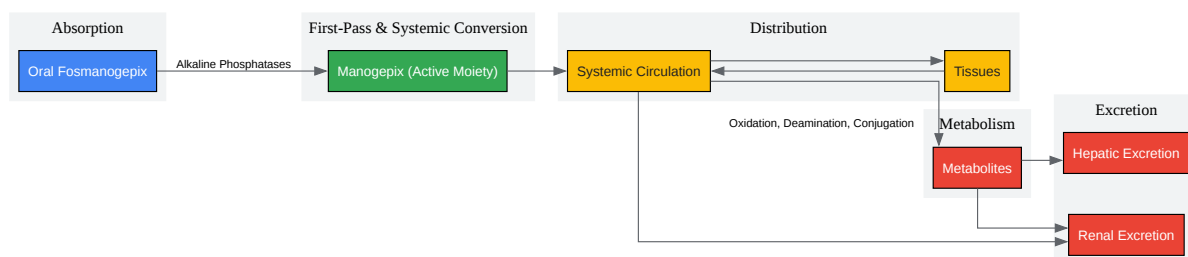 Absorption
First-Pass & Systemic Conversion
Distribution
Oral Fosmanogepix
Alkaline Phosphatases
Manogepix (Active Moiety)
Systemic Circulation
Tissues
Oxidation, Deamination, Conjugation
Metabolism
Metabolites
Excretion
Hepatic Excretion
Renal Excretion